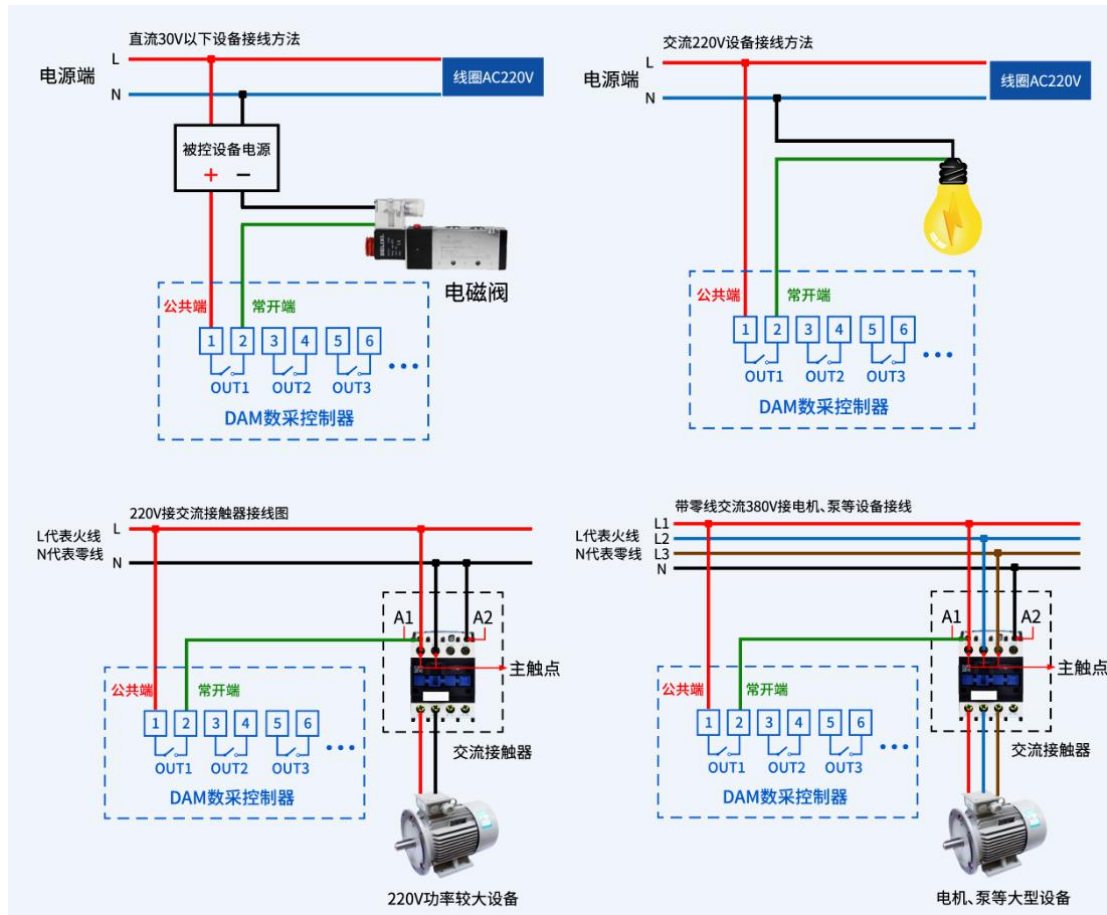 直流30V以下设备接线方法
L
电源端
N
线圈AC220V
被控设备电源
+ −
电磁阀
公共端
常开端
1 2 3 4 5 6
OUT1 OUT2 OUT3
DAM数采控制器
交流220V设备接线方法
L
电源端
N
线圈AC220V
公共端
常开端
1 2 3 4 5 6
OUT1 OUT2 OUT3
DAM数采控制器
220V接交流接触器接线图
L
L代表火线
N代表零线
N
A1
A2
主触点
公共端
常开端
1 2 3 4 5 6
OUT1 OUT2 OUT3
交流接触器
DAM数采控制器
220V功率较大设备
带零线交流380V接电机、泵等设备接线
L1
L代表火线
L2
N代表零线
L3
N
A1
A2
主触点
公共端
常开端
1 2 3 4 5 6
OUT1 OUT2 OUT3
交流接触器
DAM数采控制器
电机、泵等大型设备